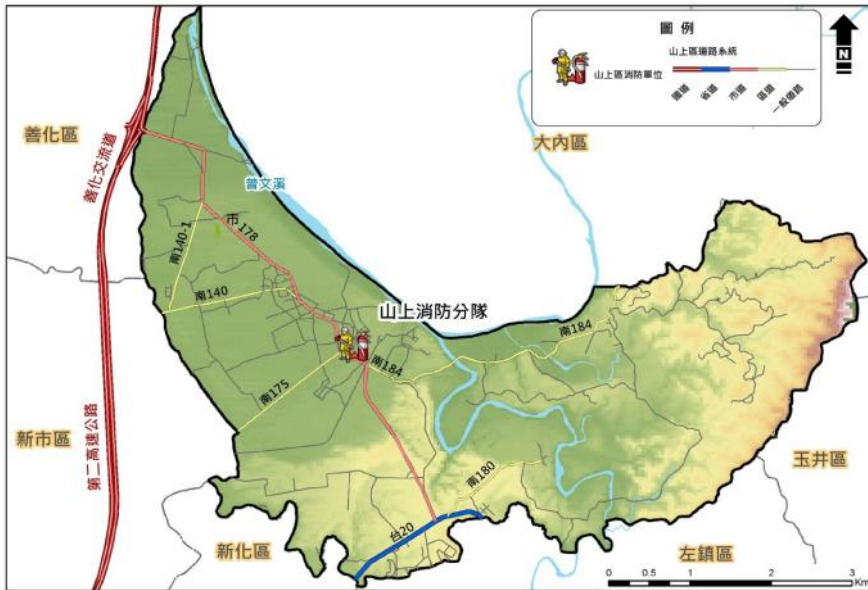 圖 例
山上區道路系統
山上區消防單位
國道
省道
市道
區道
一般道路
N
善化區
大內區
善化交流道
曾文溪
市178
南140-1
南140
山上消防分隊
南184
南184
南175
新市區
第二高速公路
玉井區
南180
台20
新化區
左鎮區
0 0.5 1 2 3
Km